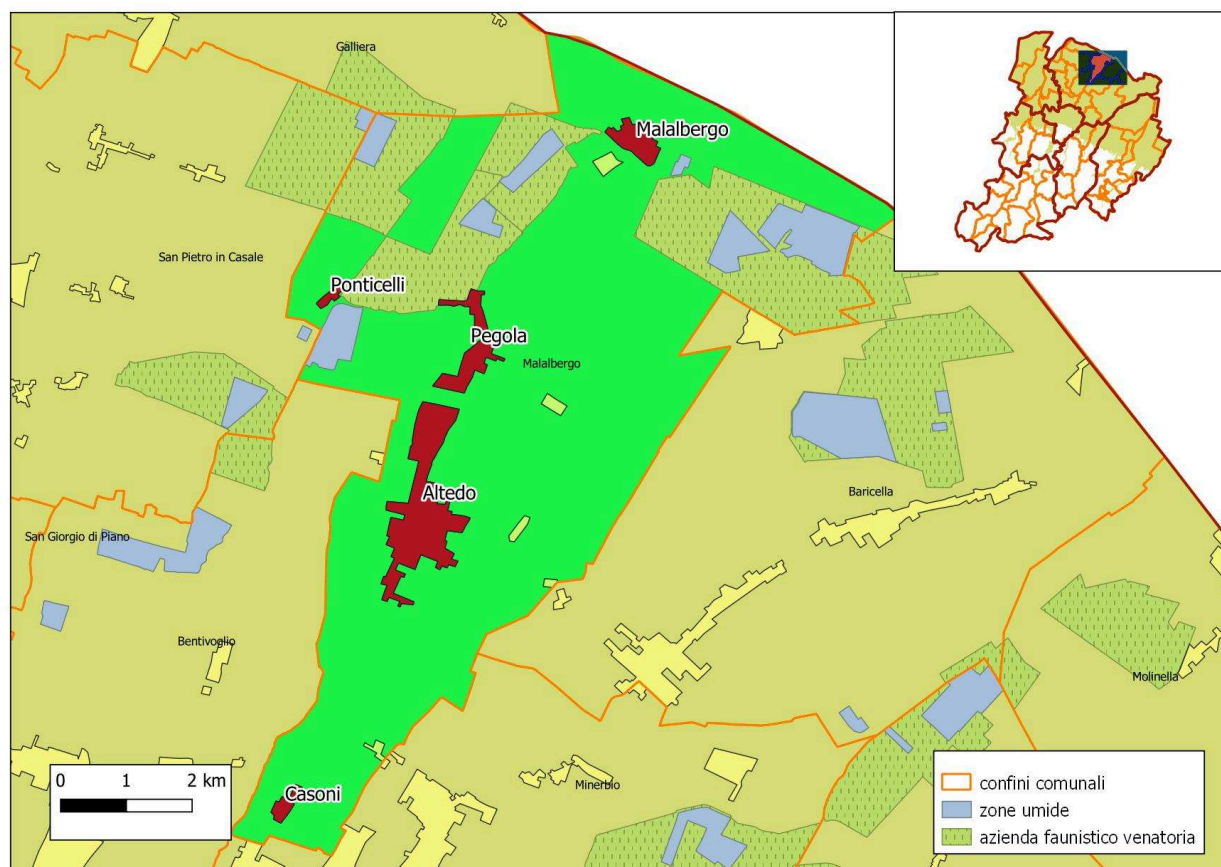 Galliera
Malalbergo
San Pietro in Casale
Ponticelli
Pegola
Malalbergo
Altedo
Baricella
San Giorgio di Piano
Bentivoglio
Molinella
Minerbio
Casoni
0 1 2 km
confini comunali
zone umide
azienda faunistico venatoria